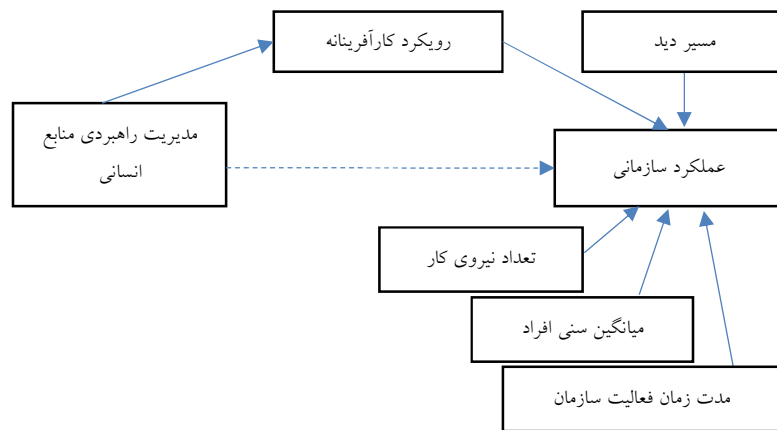 مسیر دید
رویکرد کارآفرینانه
مدیریت راهبردی منابع
انسانی
عملکرد سازمانی
تعداد نیروی کار
میانگین سنی افراد
مدت زمان فعالیت سازمان